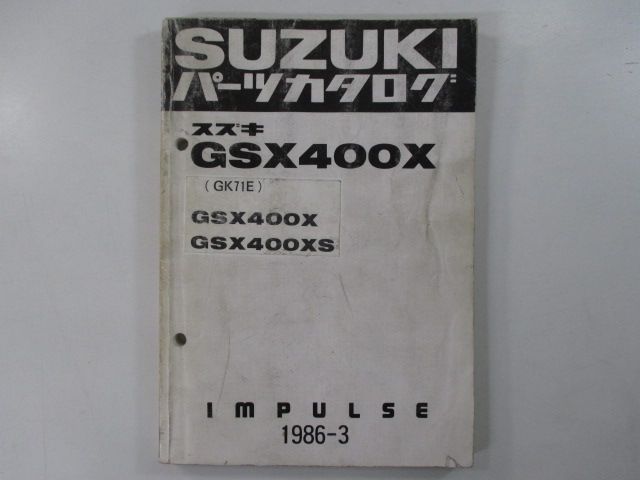 SUZUKI
パーツカタログ
スズキ
GSX400X
(GK71E)
GSX400X
GSX400XS
IMPULSE
1986-3